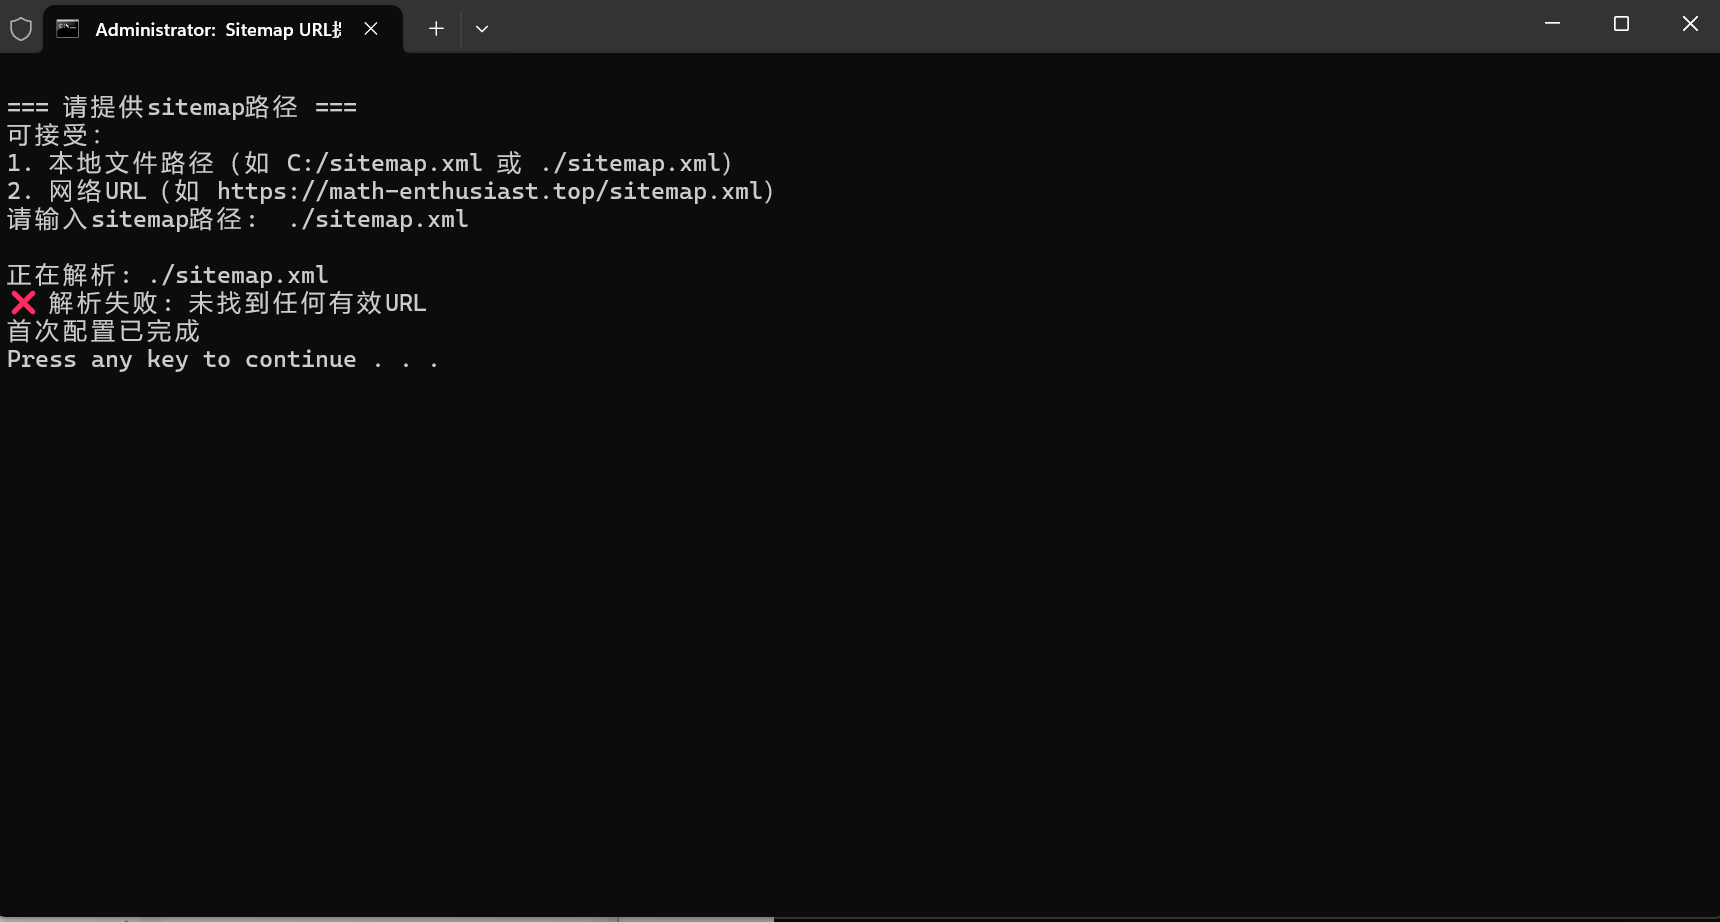 Administrator: Sitemap URL
=== 请提供sitemap路径 ===
可接受:
1. 本地文件路径 (如 C:/sitemap.xml 或 ./sitemap.xml)
2. 网络URL (如 https://math-enthusiast.top/sitemap.xml)
请输入sitemap路径: ./sitemap.xml
正在解析: ./sitemap.xml
❌ 解析失败: 未找到任何有效URL
首次配置已完成
Press any key to continue . . .